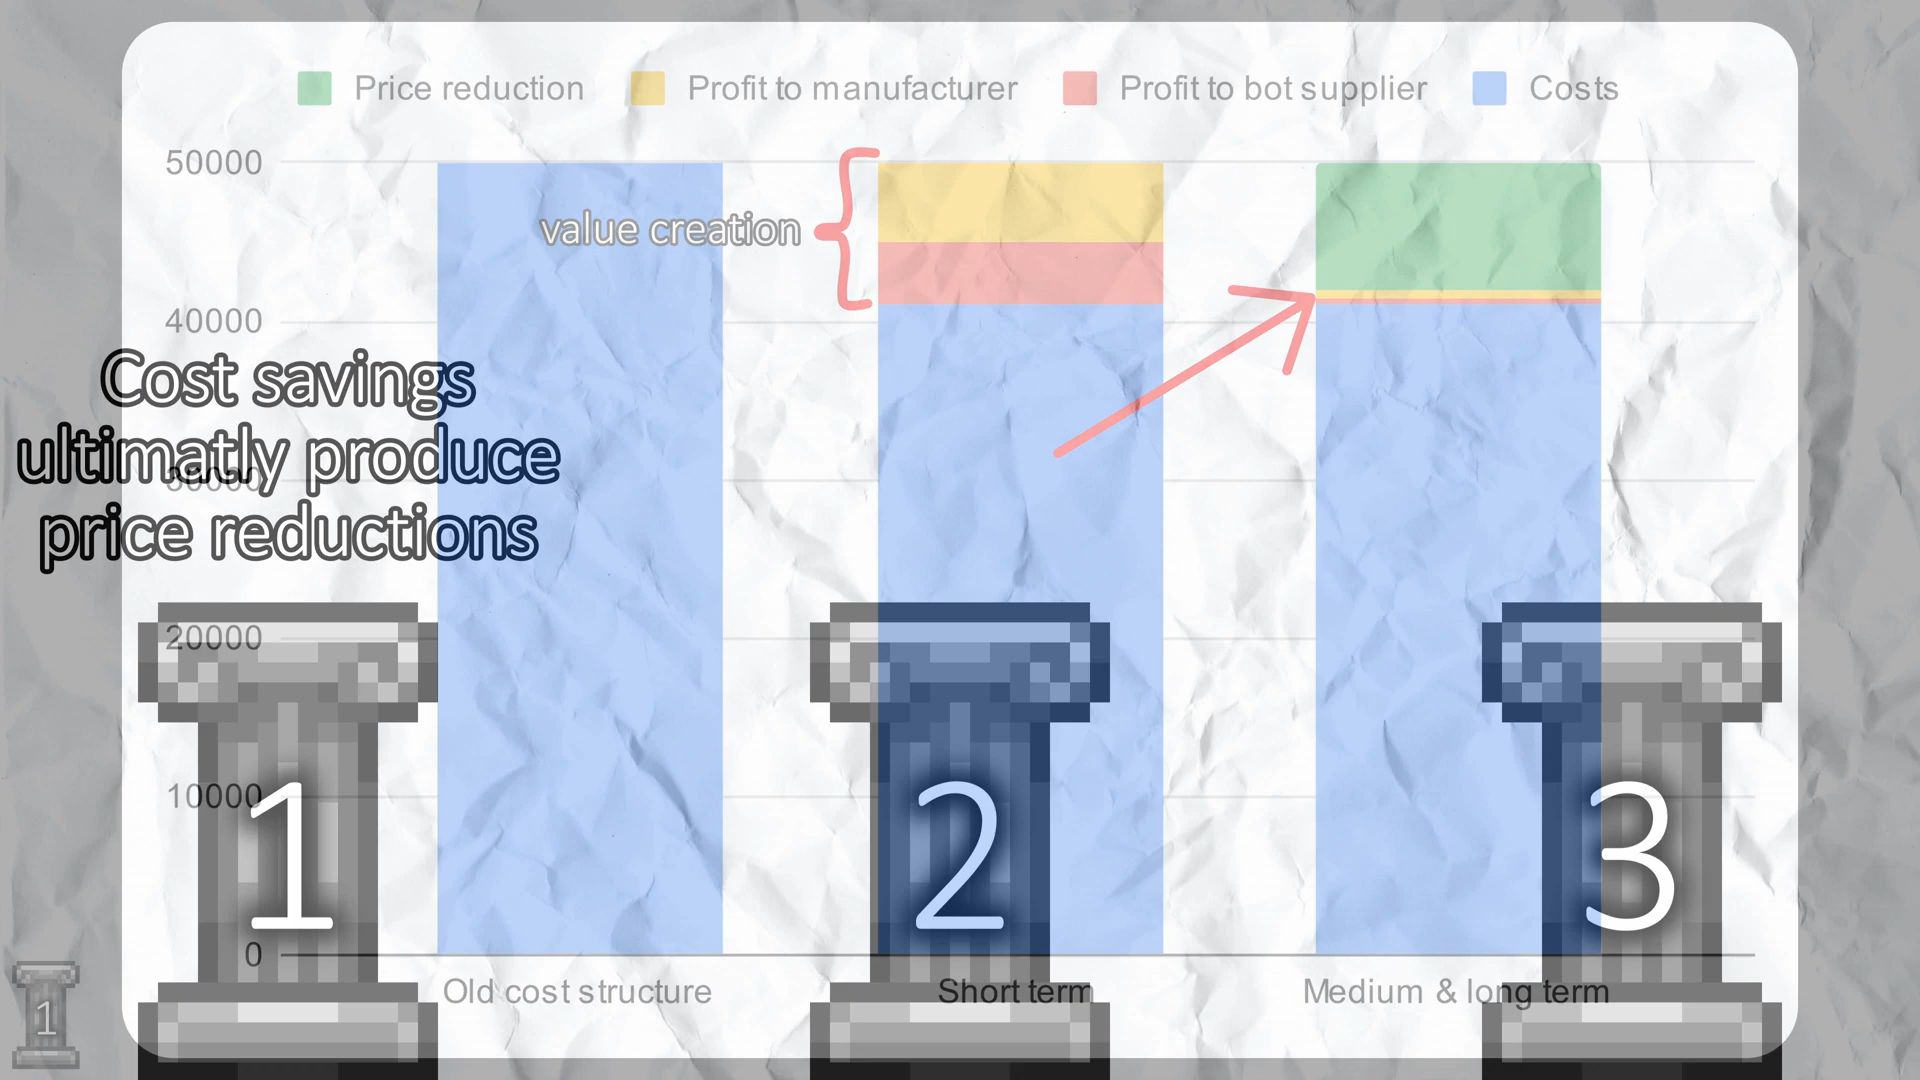 Price reduction Profit to manufacturer Profit to bot supplier Costs
50000
value creation
40000
Cost savings
ultimatly produce
price reductions
30000
20000
10000
1 2 3
0
Old cost structure Short term Medium & long term
1